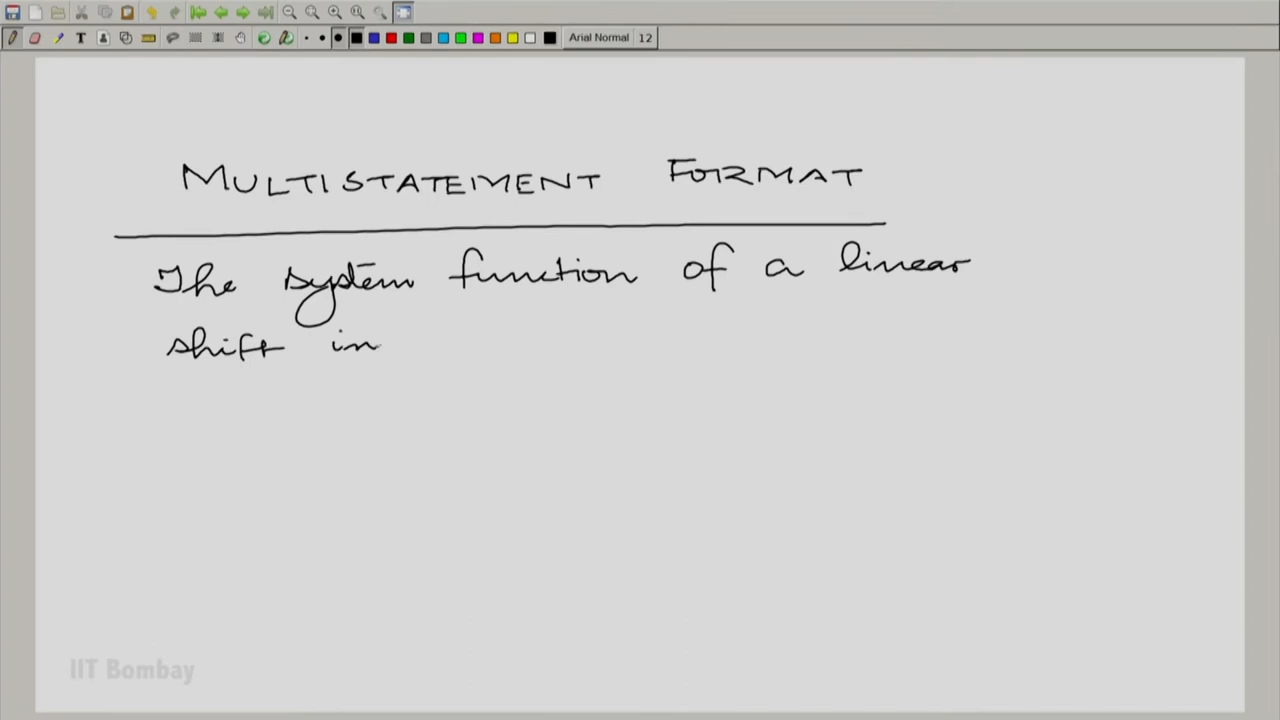 Arial Normal 12
MULTISTATEMENT FORMAT
The system function of a linear
shift in
IIT Bombay